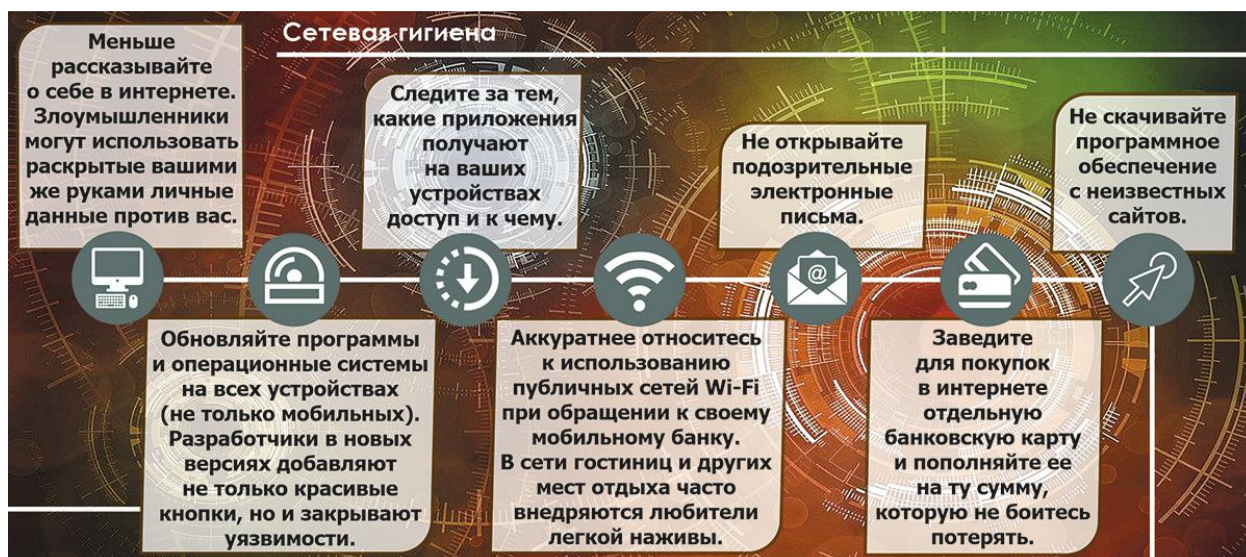 Сетевая гигиена
Меньше
рассказывайте
о себе в интернете.
Злоумышленники
могут использовать
раскрытые вашими
же руками личные
данные против вас.
Обновляйте программы
и операционные системы
на всех устройствах
(не только мобильных).
Разработчики в новых
версиях добавляют
не только красивые
кнопки, но и закрывают
уязвимости.
Следите за тем,
какие приложения
получают
на ваших
устройствах
доступ и к чему.
Аккуратнее относитесь
к использованию
публичных сетей Wi-Fi
при обращении к своему
мобильному банку.
В сети гостиниц и других
мест отдыха часто
внедряются любители
легкой наживы.
Не открывайте
подозрительные
электронные
письма.
@
Заведите
для покупок
в интернете
отдельную
банковскую карту
и пополняйте ее
на ту сумму,
которую не боитесь
потерять.
Не скачивайте
программное
обеспечение
с неизвестных
сайтов.